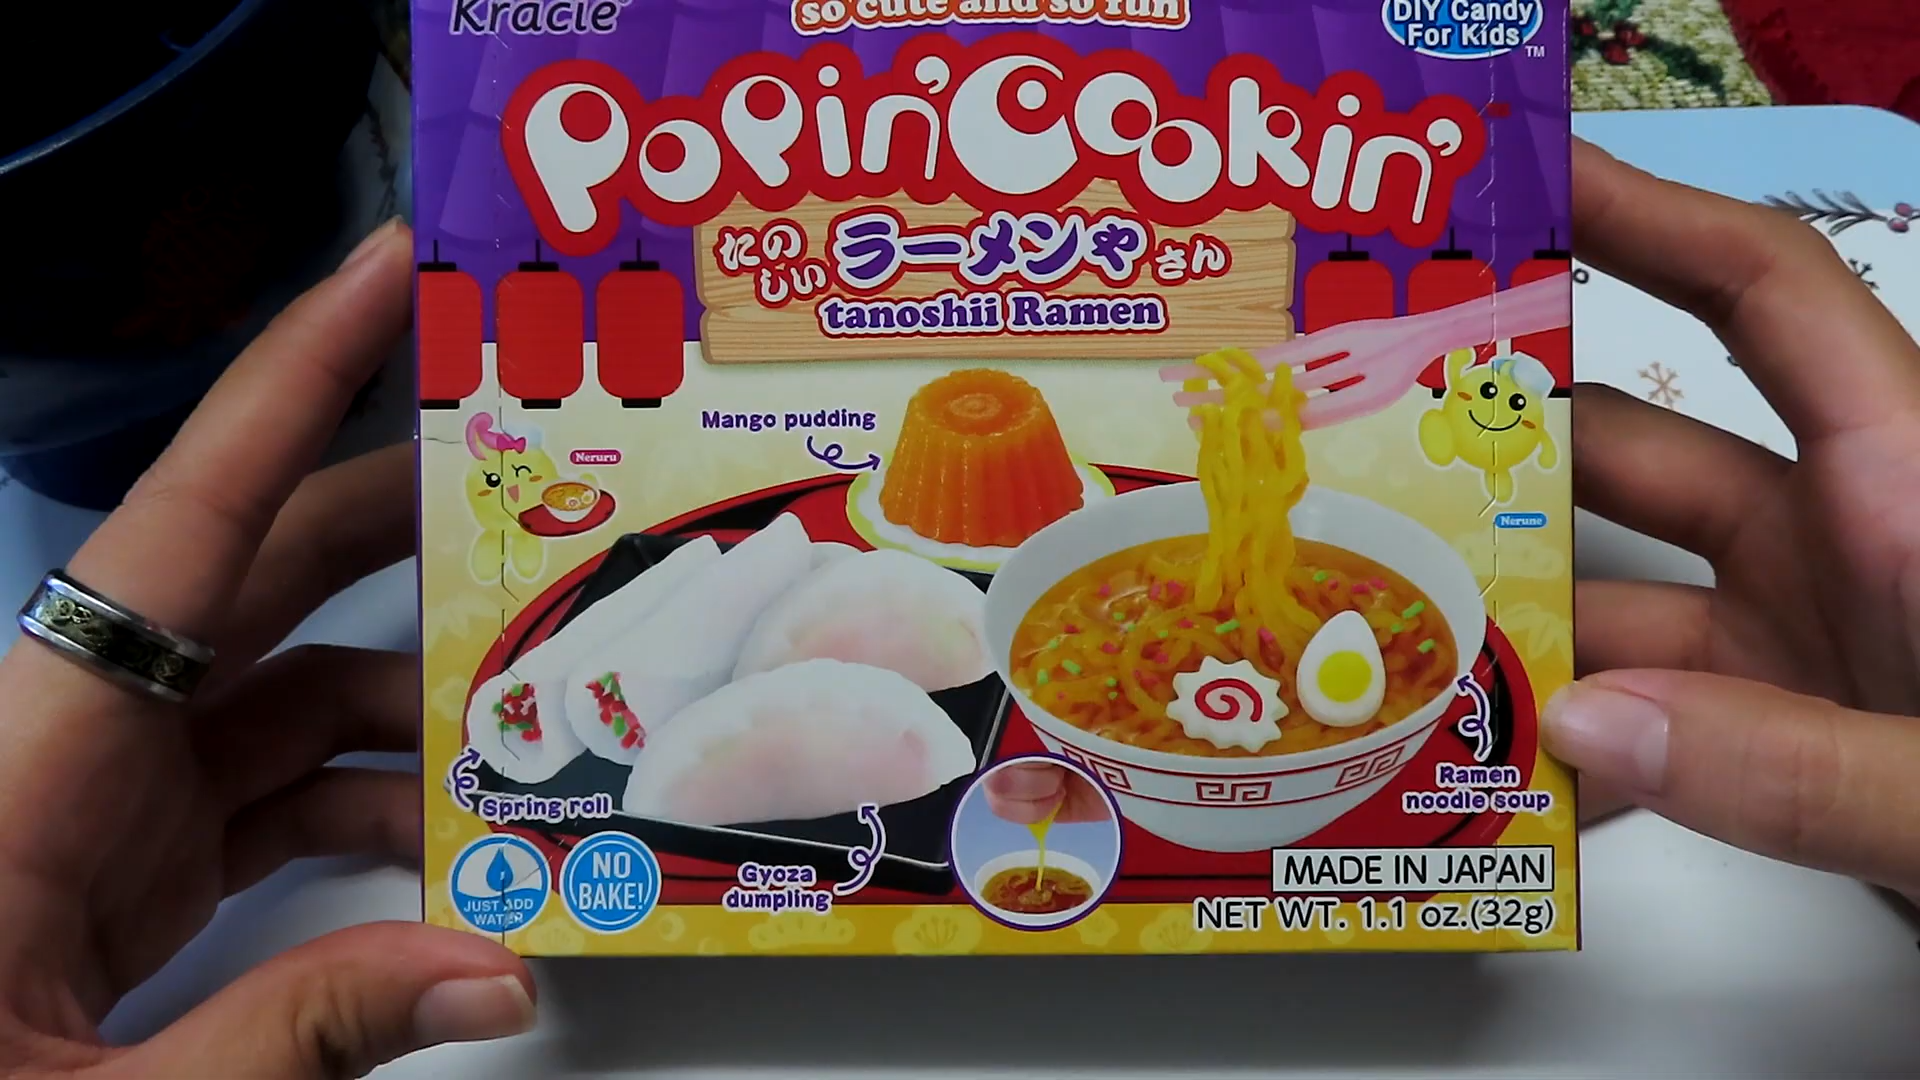 Kracie
so cute and so fun
DIY Candy
For Kids
TM
Popin'Cookin'
たのしい ラーメンやさん
tanoshii Ramen
Mango pudding
Neruru
Nerune
Spring roll
Gyoza
dumpling
Ramen
noodle soup
JUST ADD
WATER
NO
BAKE!
MADE IN JAPAN
NET WT. 1.1 oz.(32g)